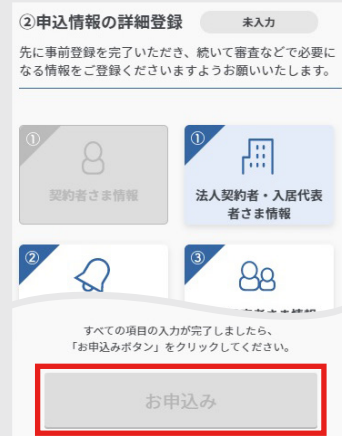 ②申込情報の詳細登録
未入力
先に事前登録を完了いただき、続いて審査などで必要に
なる情報をご登録くださいますようお願いいたします。
①
契約者さま情報
①
法人契約者・入居代表
者さま情報
②
③
すべての項目の入力が完了しましたら、
「お申込みボタン」をクリックしてください。
お申込み